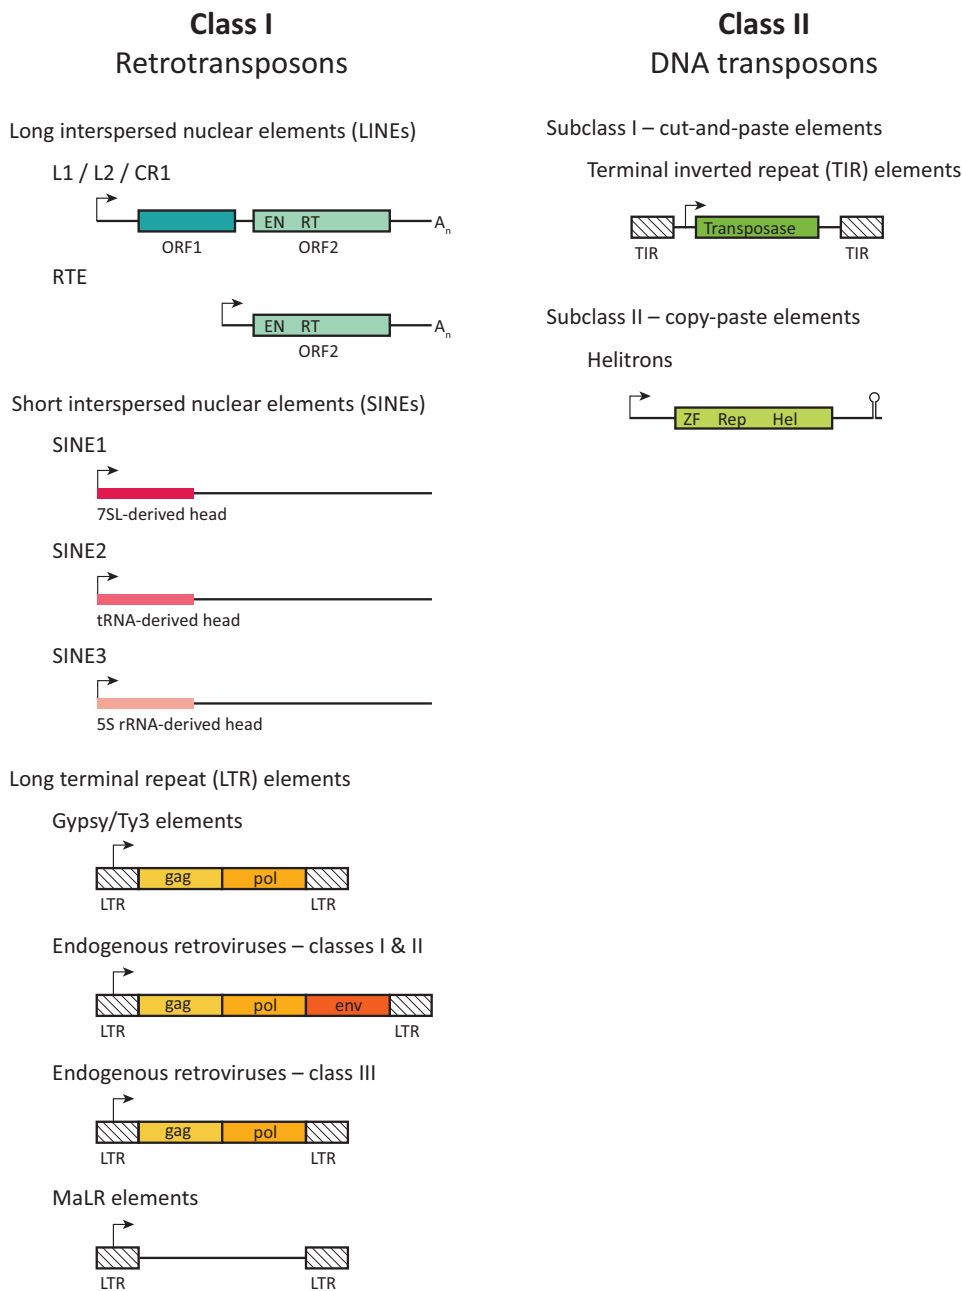 Class I
Retrotransposons
Long interspersed nuclear elements (LINEs)
L1 / L2 / CR1
EN RT
An
ORF1
ORF2
RTE
EN RT
An
ORF2
Short interspersed nuclear elements (SINEs)
SINE1
7SL-derived head
SINE2
tRNA-derived head
SINE3
5S rRNA-derived head
Long terminal repeat (LTR) elements
Gypsy/Ty3 elements
gag pol
LTR LTR
Endogenous retroviruses – classes I & II
gag pol env
LTR LTR
Endogenous retroviruses – class III
gag pol
LTR LTR
MaLR elements
LTR LTR
Class II
DNA transposons
Subclass I – cut-and-paste elements
Terminal inverted repeat (TIR) elements
Transposase
TIR TIR
Subclass II – copy-paste elements
Helitrons
ZF Rep Hel